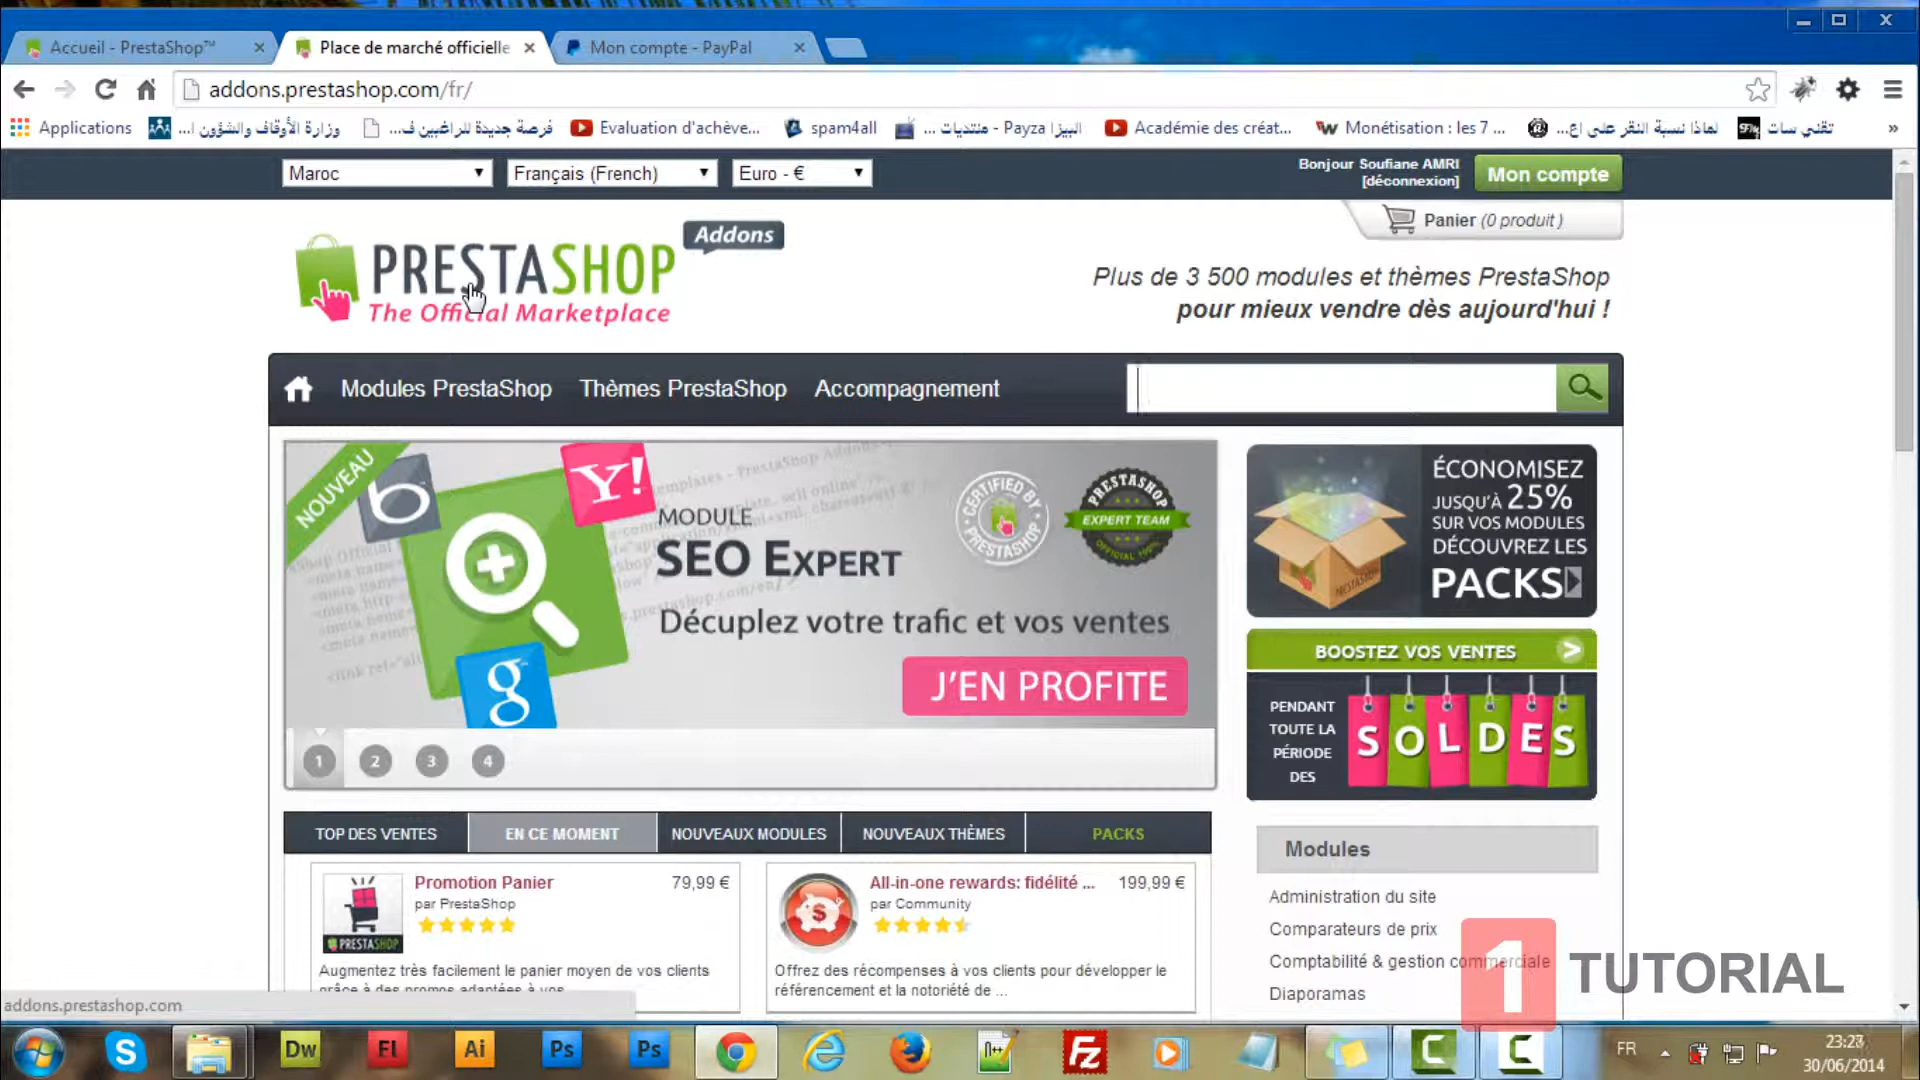 Accueil - PrestaShop™
Place de marché officielle
Mon compte - PayPal
addons.prestashop.com/fr/
Applications
وزارة الأوقاف والشؤون ا...
فرصة جديدة للراغبين ف...
Evaluation d'achève...
spam4all
البيزا Payza - منتديات ...
Académie des créat...
Monétisation : les 7 ...
لماذا نسبة النقر على اع...
تقني سات
»
Maroc
Français (French)
Euro - €
Bonjour Soufiane AMRI
[déconnexion]
Mon compte
Panier (0 produit )
Addons
PRESTASHOP
The Official Marketplace
Plus de 3 500 modules et thèmes PrestaShop
pour mieux vendre dès aujourd'hui !
Modules PrestaShop
Thèmes PrestaShop
Accompagnement
NOUVEAU
b
Y!
g
MODULE
SEO EXPERT
CERTIFIED BY
PRESTASHOP
PRESTASHOP
EXPERT TEAM
OFFICIAL 100%
Décuplez votre trafic et vos ventes
J'EN PROFITE
1
2
3
4
ÉCONOMISEZ
JUSQU'À 25%
SUR VOS MODULES
DÉCOUVREZ LES
PACKS
BOOSTEZ VOS VENTES
PENDANT
TOUTE LA
PÉRIODE
DES
SOLDES
TOP DES VENTES
EN CE MOMENT
NOUVEAUX MODULES
NOUVEAUX THÈMES
PACKS
PRESTASHOP
Promotion Panier
79,99 €
par PrestaShop
Augmentez très facilement le panier moyen de vos clients
grâce à des promos adaptées à vos
All-in-one rewards: fidélité ...
199,99 €
par Community
Offrez des récompenses à vos clients pour développer le
référencement et la notoriété de ...
Modules
Administration du site
Comparateurs de prix
Comptabilité & gestion commerciale
Diaporamas
1 TUTORIAL
addons.prestashop.com
Dw
Fl
Ai
Ps
Ps
FR
23:23
30/06/2014